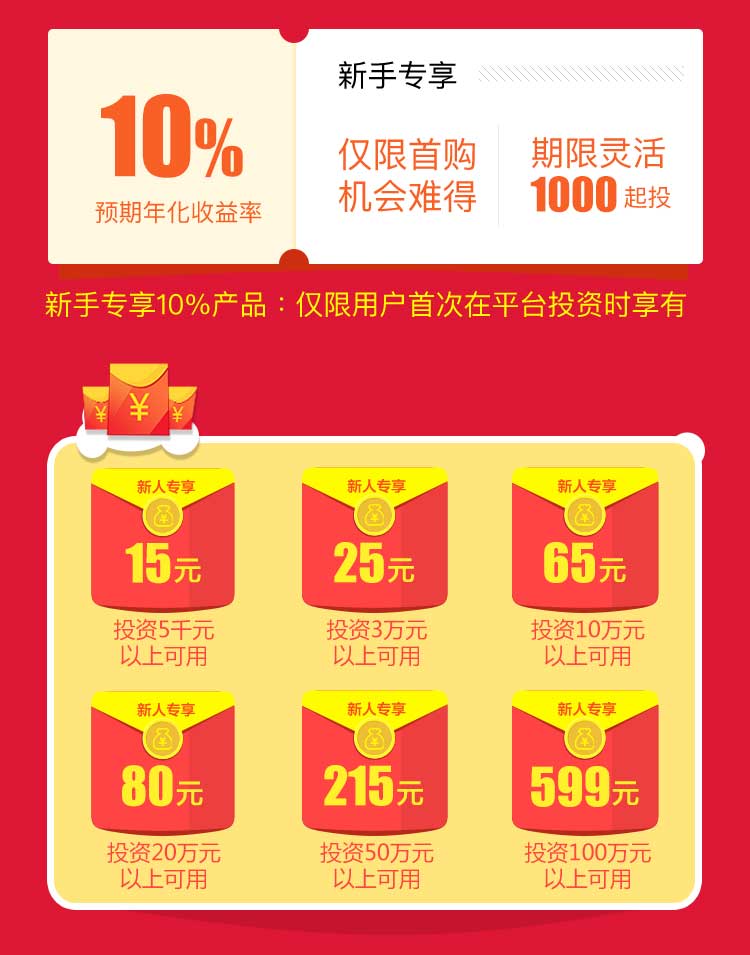 10%
预期年化收益率
新手专享
仅限首购
机会难得
期限灵活
1000起投
新手专享10%产品：仅限用户首次在平台投资时享有
¥ ¥ ¥
新人专享
15元
投资5千元
以上可用
新人专享
25元
投资3万元
以上可用
新人专享
65元
投资10万元
以上可用
新人专享
80元
投资20万元
以上可用
新人专享
215元
投资50万元
以上可用
新人专享
599元
投资100万元
以上可用